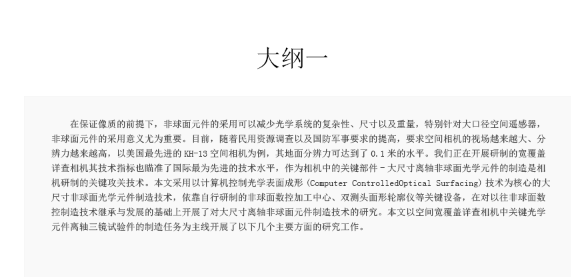 大纲一
在保证像质的前提下，非球面元件的采用可以减少光学系统的复杂性、尺寸以及重量，特别针对大口径空间遥感器，
非球面元件的采用意义尤为重要。目前，随着民用资源调查以及国防军事要求的提高，要求空间相机的视场越来越大、分
辨力越来越高，以美国最先进的 KH-13 空间相机为例，其地面分辨力可达到了 0.1 米的水平。我们正在开展研制的宽覆盖
详查相机其技术指标也瞄准了国际最为先进的技术水平，作为相机中的关键部件－大尺寸离轴非球面光学元件的制造是相
机研制的关键攻关技术。本文采用以计算机控制光学表面成形 (Computer ControlledOptical Surfacing) 技术为核心的大
尺寸非球面光学元件制造技术，依靠自行研制的非球面数控加工中心、双测头面形轮廓仪等关键设备，在对以往非球面数
控制造技术继承与发展的基础上开展了对大尺寸离轴非球面元件制造技术的研究。本文以空间宽覆盖详查相机中关键光学
元件离轴三镜试验件的制造任务为主线开展了以下几个主要方面的研究工作。